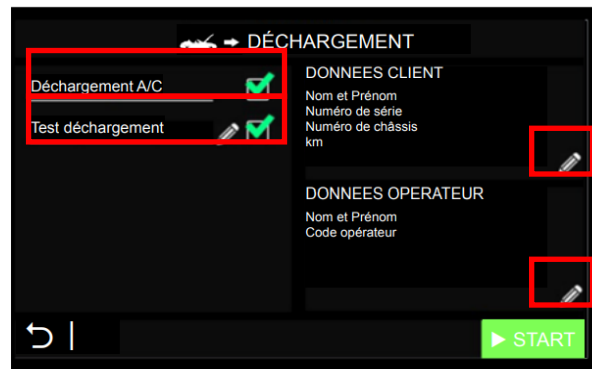 DÉCHARGEMENT
Déchargement A/C
Test déchargement
DONNEES CLIENT
Nom et Prénom
Numéro de série
Numéro de châssis
km
DONNEES OPERATEUR
Nom et Prénom
Code opérateur
START